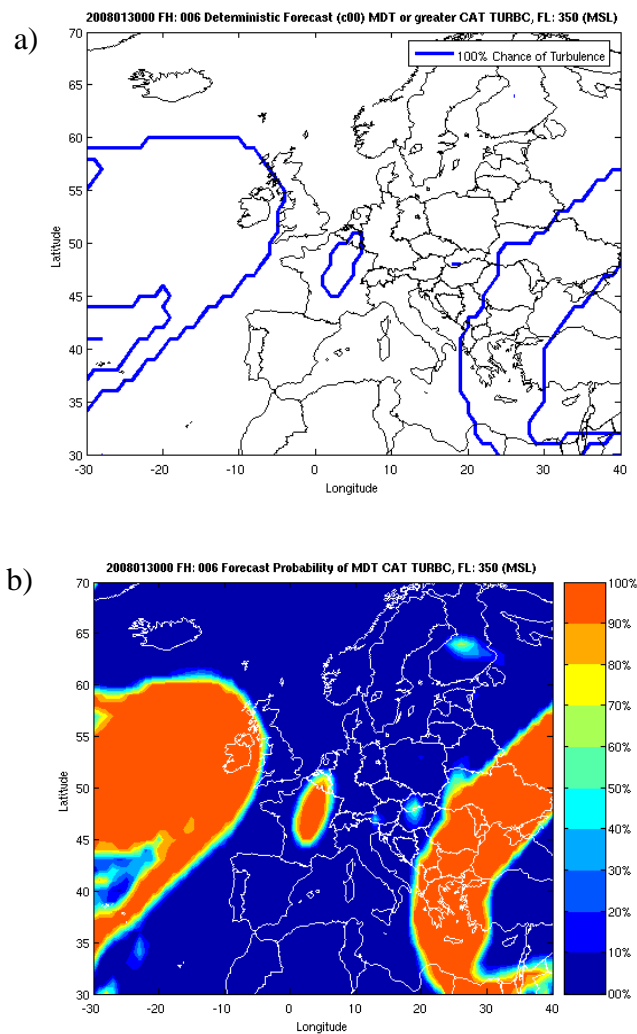 a)
2008013000 FH: 006 Deterministic Forecast (c00) MDT or greater CAT TURBC, FL: 350 (MSL)
100% Chance of Turbulence
70
65
60
55
50
45
40
35
30
Latitude
-30 -20 -10 0 10 20 30 40
Longitude
b)
2008013000 FH: 006 Forecast Probability of MDT CAT TURBC, FL: 350 (MSL)
70
65
60
55
50
45
40
35
30
Latitude
-30 -20 -10 0 10 20 30 40
Longitude
100%
90%
80%
70%
60%
50%
40%
30%
20%
10%
00%